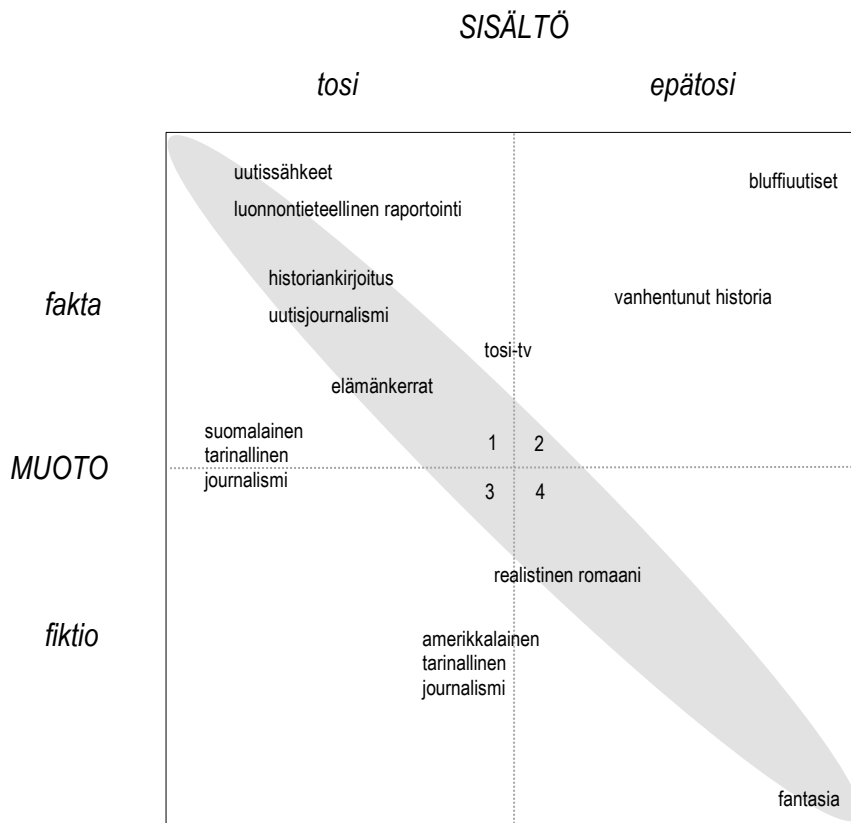 SISÄLTÖ
tosi
epätosi
uutissähkeet
bluffiuutiset
luonnontieteellinen raportointi
historiankirjoitus
fakta
vanhentunut historia
uutisjournalismi
tosi-tv
elämänkerrat
suomalainen
tarinallinen
journalismi
1
2
MUOTO
3
4
realistinen romaani
fiktio
amerikkalainen
tarinallinen
journalismi
fantasia